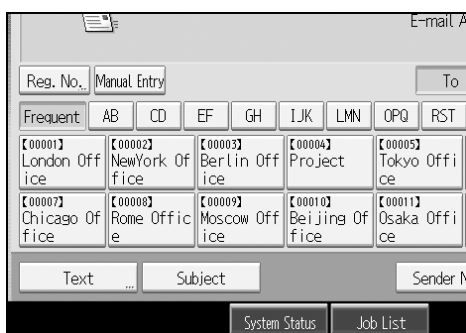 E-mail A
Reg. No. Manual Entry To
Frequent AB CD EF GH IJK LMN OPQ RST
【00001】 【00002】 【00003】 【00004】 【00005】
London Off NewYork Of Berlin Off Project Tokyo Offi
ice fice ice ce
【00007】 【00008】 【00009】 【00010】 【00011】
Chicago Of Rome Offic Moscow Off Beijing Of Osaka Offi
fice e ice fice ce
Text ... Subject Sender N
System Status Job List